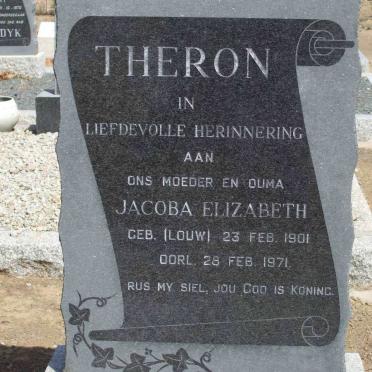 DYK
THERON
IN
LIEFDEVOLLE HERINNERING
AAN
ONS MOEDER EN OUMA
JACOBA ELIZABETH
GEB. (LOUW) 23 FEB. 1901
OORL. 28 FEB. 1971.
RUS MY SIEL, JOU GOD IS KONING.